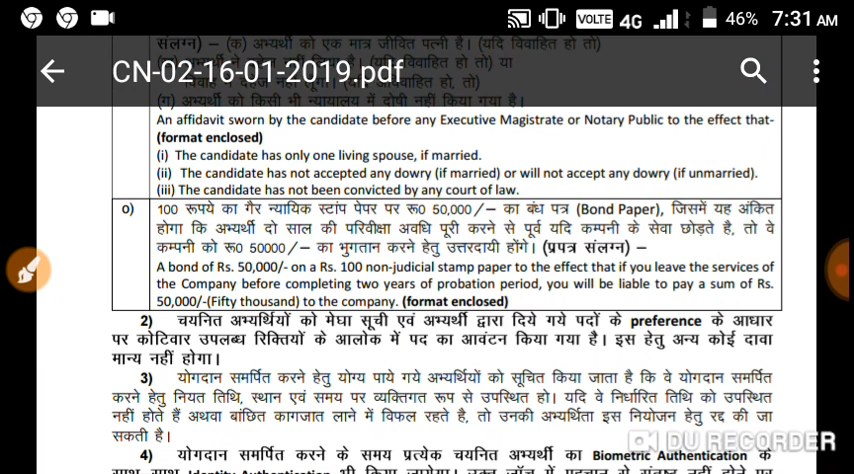 VOLTE 4G 46% 7:31 AM
संलग्न) – (क) अभ्यर्थी को एक मात्र जीवित पत्नी है। (यदि विवाहित हो तो)
CN-02-16-01-2019.pdf
(यदि विवाहित हो तो) या
(ग) अभ्यर्थी को किसी भी न्यायालय में दोषी नहीं किया गया है।
An affidavit sworn by the candidate before any Executive Magistrate or Notary Public to the effect that-
(format enclosed)
(i) The candidate has only one living spouse, if married.
(ii) The candidate has not accepted any dowry (if married) or will not accept any dowry (if unmarried).
(iii) The candidate has not been convicted by any court of law.
o) 100 रूपये का गैर न्यायिक स्टांप पेपर पर रू0 50,000/– का बंध पत्र (Bond Paper), जिसमें यह अंकित
होगा कि अभ्यर्थी दो साल की परिवीक्षा अवधि पूरी करने से पूर्व यदि कम्पनी के सेवा छोड़ते है, तो वे
कम्पनी को रू0 50000/– का भुगतान करने हेतु उत्तरदायी होंगे। (प्रपत्र संलग्न) –
A bond of Rs. 50,000/- on a Rs. 100 non-judicial stamp paper to the effect that if you leave the services of
the Company before completing two years of probation period, you will be liable to pay a sum of Rs.
50,000/-(Fifty thousand) to the company. (format enclosed)
2) चयनित अभ्यर्थियों को मेघा सूची एवं अभ्यर्थी द्वारा दिये गये पदों के preference के आधार
पर कोटिवार उपलब्ध रिक्तियों के आलोक में पद का आवंटन किया गया है। इस हेतु अन्य कोई दावा
मान्य नहीं होगा।
3) योगदान समर्पित करने हेतु योग्य पाये गये अभ्यर्थियों को सूचित किया जाता है कि वे योगदान समर्पित
करने हेतु नियत तिथि, स्थान एवं समय पर व्यक्तिगत रूप से उपस्थित हो। यदि वे निर्धारित तिथि को उपस्थित
नहीं होते हैं अथवा बांछित कागजात लाने में विफल रहते है, तो उनकी अभ्यर्थिता इस नियोजन हेतु रद्द की जा
सकती है।
DU RECORDER
4) योगदान समर्पित करने के समय प्रत्येक चयनित अभ्यर्थी का Biometric Authentication के
साथ साथ Identity Authentication भी किया जायेगा।